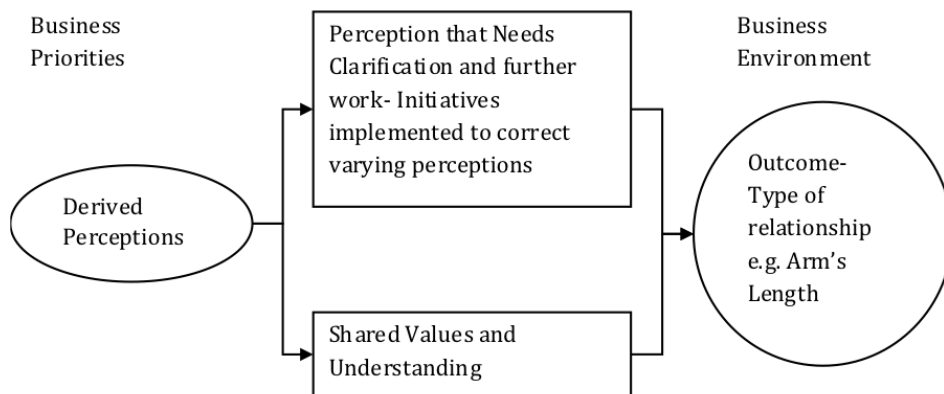 Business
Priorities
Perception that Needs
Clarification and further
work- Initiatives
implemented to correct
varying perceptions
Business
Environment
Derived
Perceptions
Outcome-
Type of
relationship
e.g. Arm’s
Length
Shared Values and
Understanding